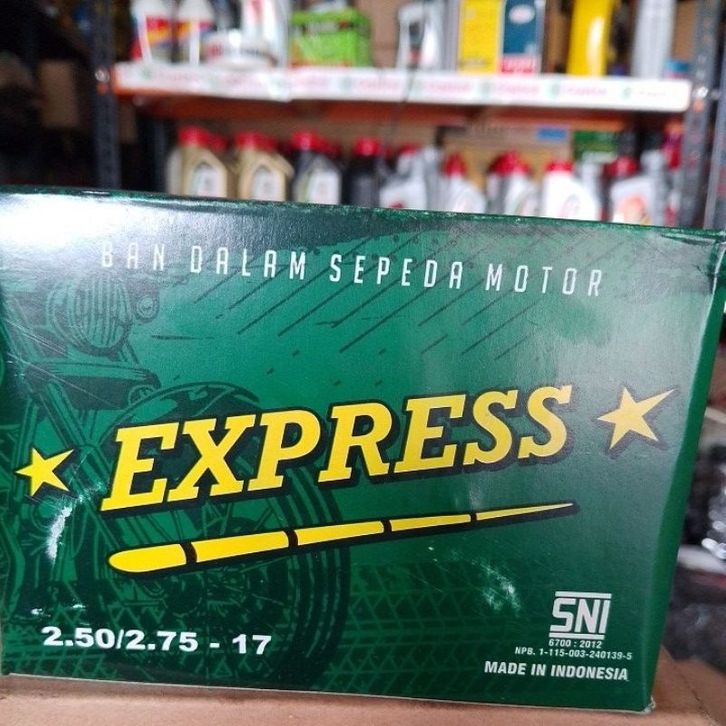 BAN DALAM SEPEDA MOTOR
EXPRESS
2.50/2.75 - 17
SNI
6700 : 2012
NPB. 1-115-003-240139-5
MADE IN INDONESIA